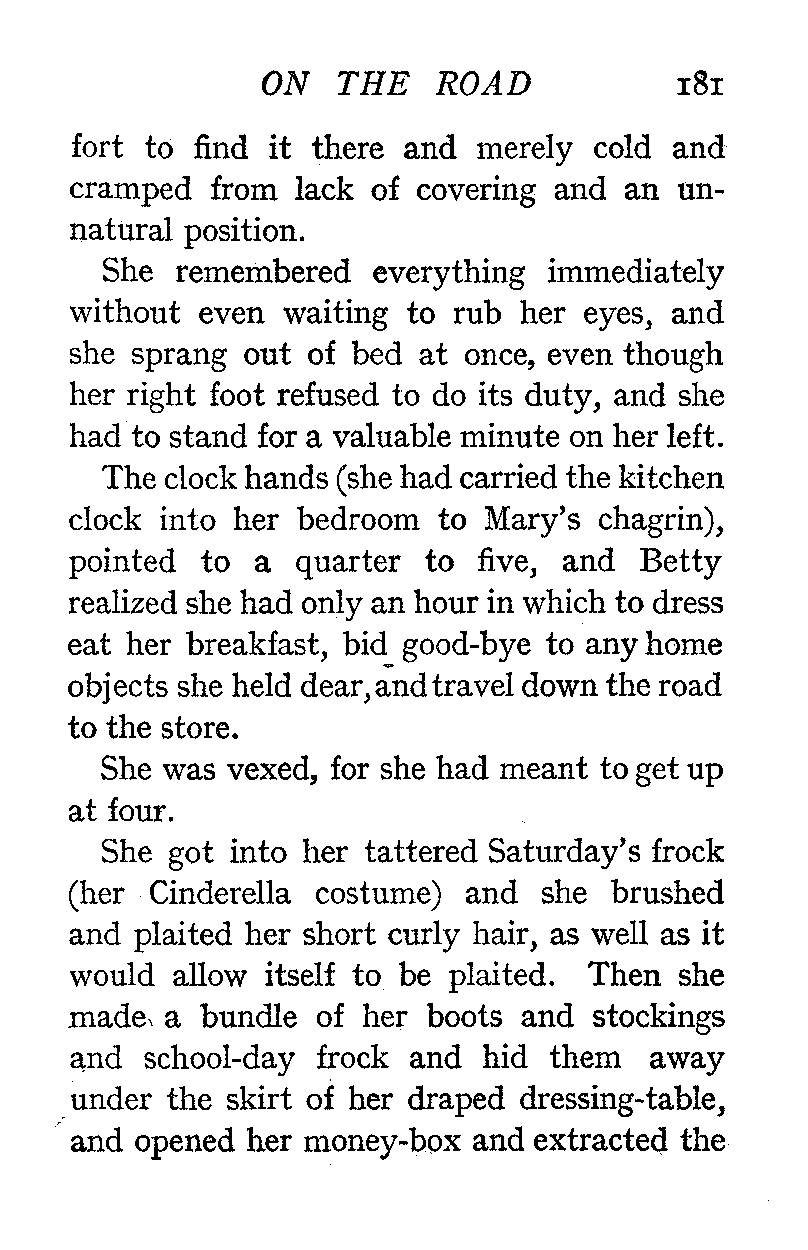 ON THE ROAD 181
fort to find it there and merely cold and
cramped from lack of covering and an un-
natural position.
She remembered everything immediately
without even waiting to rub her eyes, and
she sprang out of bed at once, even though
her right foot refused to do its duty, and she
had to stand for a valuable minute on her left.
The clock hands (she had carried the kitchen
clock into her bedroom to Mary's chagrin),
pointed to a quarter to five, and Betty
realized she had only an hour in which to dress
eat her breakfast, bid good-bye to any home
objects she held dear, and travel down the road
to the store.
She was vexed, for she had meant to get up
at four.
She got into her tattered Saturday's frock
(her Cinderella costume) and she brushed
and plaited her short curly hair, as well as it
would allow itself to be plaited. Then she
made a bundle of her boots and stockings
and school-day frock and hid them away
under the skirt of her draped dressing-table,
and opened her money-box and extracted the